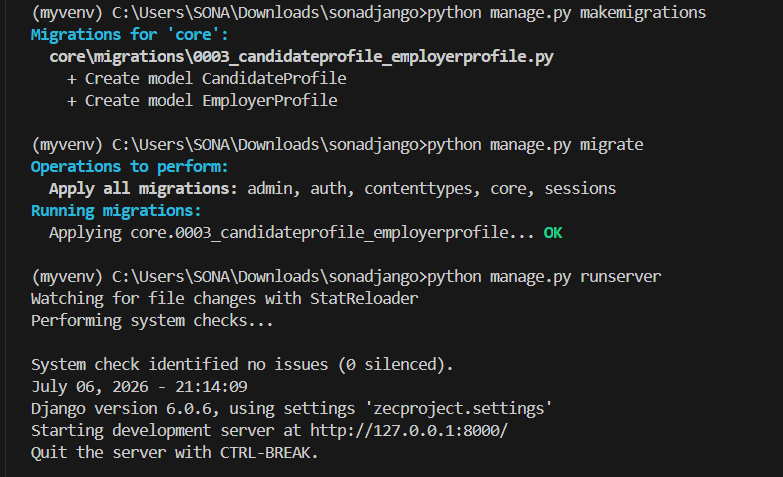 (myvenv) C:\Users\SONA\Downloads\sonadjango>python manage.py makemigrations
Migrations for 'core':
  core\migrations\0003_candidateprofile_employerprofile.py
    + Create model CandidateProfile
    + Create model EmployerProfile
(myvenv) C:\Users\SONA\Downloads\sonadjango>python manage.py migrate
Operations to perform:
  Apply all migrations: admin, auth, contenttypes, core, sessions
Running migrations:
  Applying core.0003_candidateprofile_employerprofile... OK
(myvenv) C:\Users\SONA\Downloads\sonadjango>python manage.py runserver
Watching for file changes with StatReloader
Performing system checks...
System check identified no issues (0 silenced).
July 06, 2026 - 21:14:09
Django version 6.0.6, using settings 'zecproject.settings'
Starting development server at http://127.0.0.1:8000/
Quit the server with CTRL-BREAK.